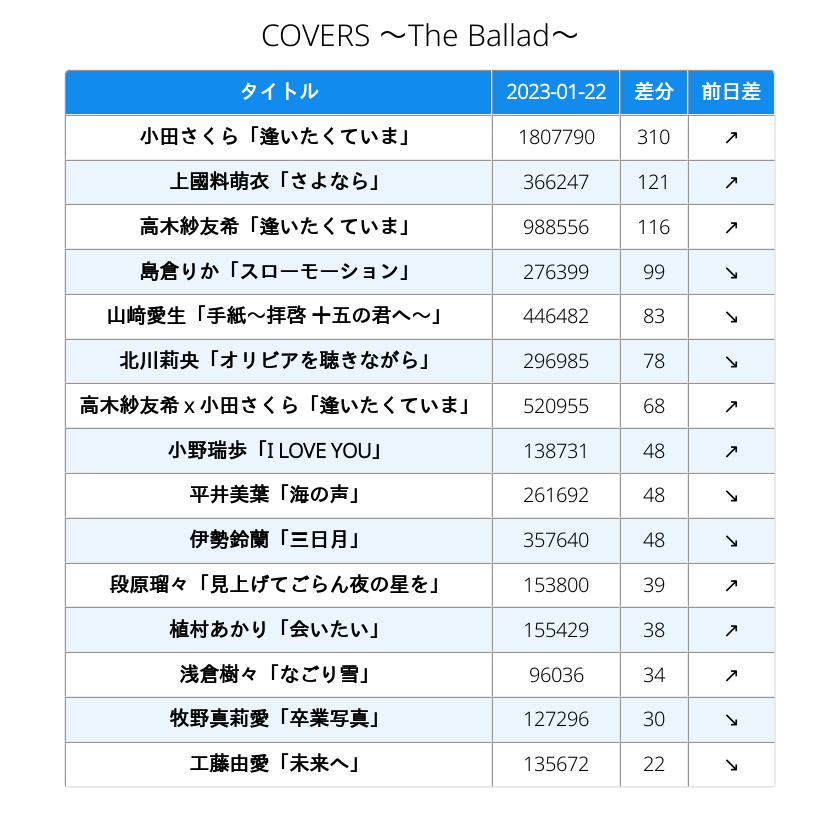 COVERS ～The Ballad～
タイトル 2023-01-22 差分 前日差
小田さくら「逢いたくていま」 1807790 310 ↗
上國料萌衣「さよなら」 366247 121 ↗
高木紗友希「逢いたくていま」 988556 116 ↗
島倉りか「スローモーション」 276399 99 ↘
山﨑愛生「手紙～拝啓 十五の君へ～」 446482 83 ↘
北川莉央「オリビアを聴きながら」 296985 78 ↘
高木紗友希 x 小田さくら「逢いたくていま」 520955 68 ↗
小野瑞歩「I LOVE YOU」 138731 48 ↗
平井美葉「海の声」 261692 48 ↘
伊勢鈴蘭「三日月」 357640 48 ↘
段原瑠々「見上げてごらん夜の星を」 153800 39 ↗
植村あかり「会いたい」 155429 38 ↗
浅倉樹々「なごり雪」 96036 34 ↗
牧野真莉愛「卒業写真」 127296 30 ↘
工藤由愛「未来へ」 135672 22 ↘